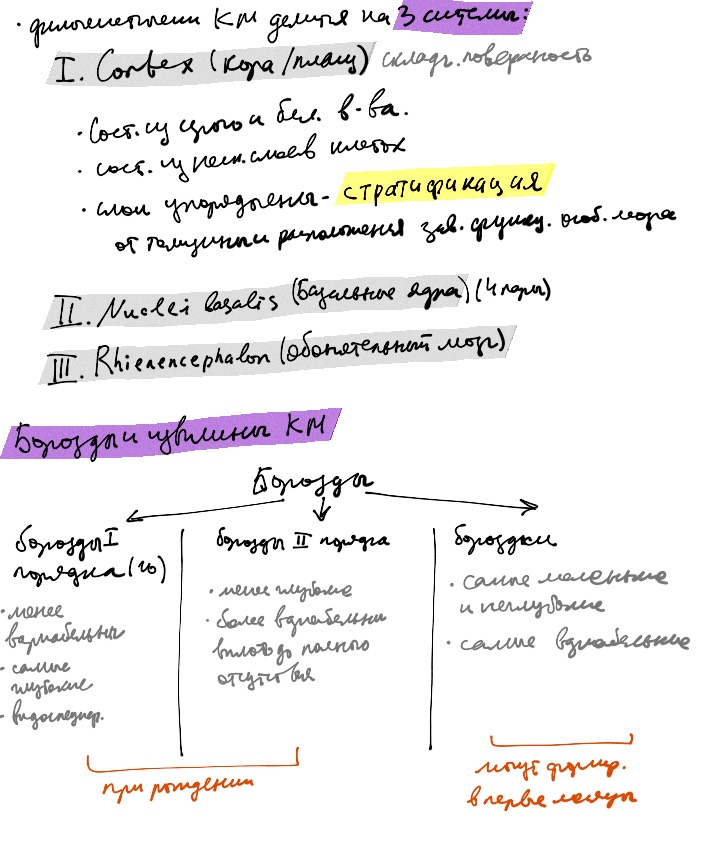 · филогенетически КМ делится на 3 системы:
I. Cortex (кора/плащ) складч. поверхность
· сост. из серого и бел. в-ва.
· сост. из неск. слоев клеток
· слои упорядочены - стратификация
от толщины и расположения зав. функц. особ. мозга
II. Nuclei basalis (Базальные ядра) (4 пары)
III. Rhienencephalon (обонятельный мозг)
Борозды и извилины КМ
Борозды
борозды I
порядка (10)
· менее
вариабельны
· самые
глубокие
· видоспециф.
борозды II порядка
· менее глубокие
· более вариабельны
вплоть до полного
отсутствия
бороздки
· самые маленькие
и неглубокие
· самые вариабельные
при рождении
могут формир.
в первые месяцы